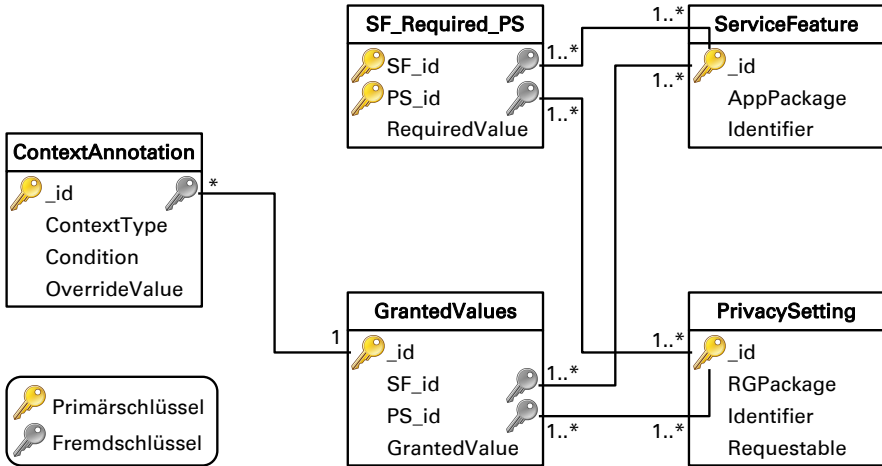 SF_Required_PS
SF_id
PS_id
RequiredValue
1..*
1..*
1..*
1..*
ServiceFeature
_id
AppPackage
Identifier
ContextAnnotation
_id
ContextType
Condition
OverrideValue
*
1
GrantedValues
_id
SF_id
PS_id
GrantedValue
1..*
1..*
1..*
1..*
PrivacySetting
_id
RGPackage
Identifier
Requestable
Primärschlüssel
Fremdschlüssel